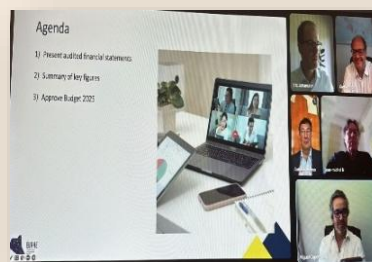 Agenda
1) Present audited financial statements
2) Summary of key figures
3) Approve Budget 2025